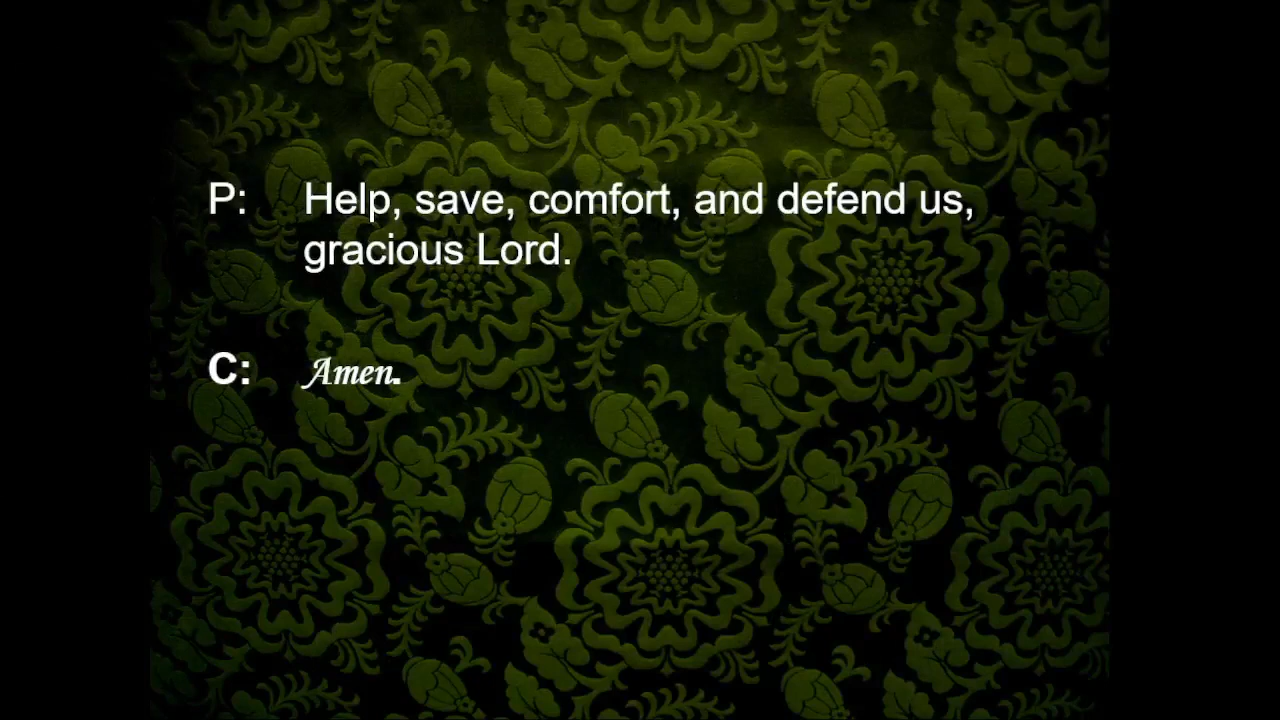 P: Help, save, comfort, and defend us,
gracious Lord.
C: Amen.